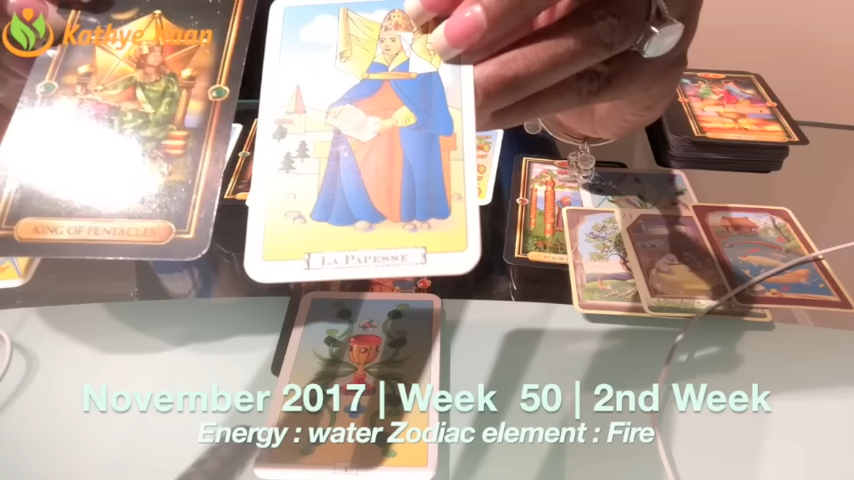 Kathye Khan
KING OF PENTACLES
LA PAPESSE
November 2017 | Week 50 | 2nd Week
Energy : water Zodiac element : Fire